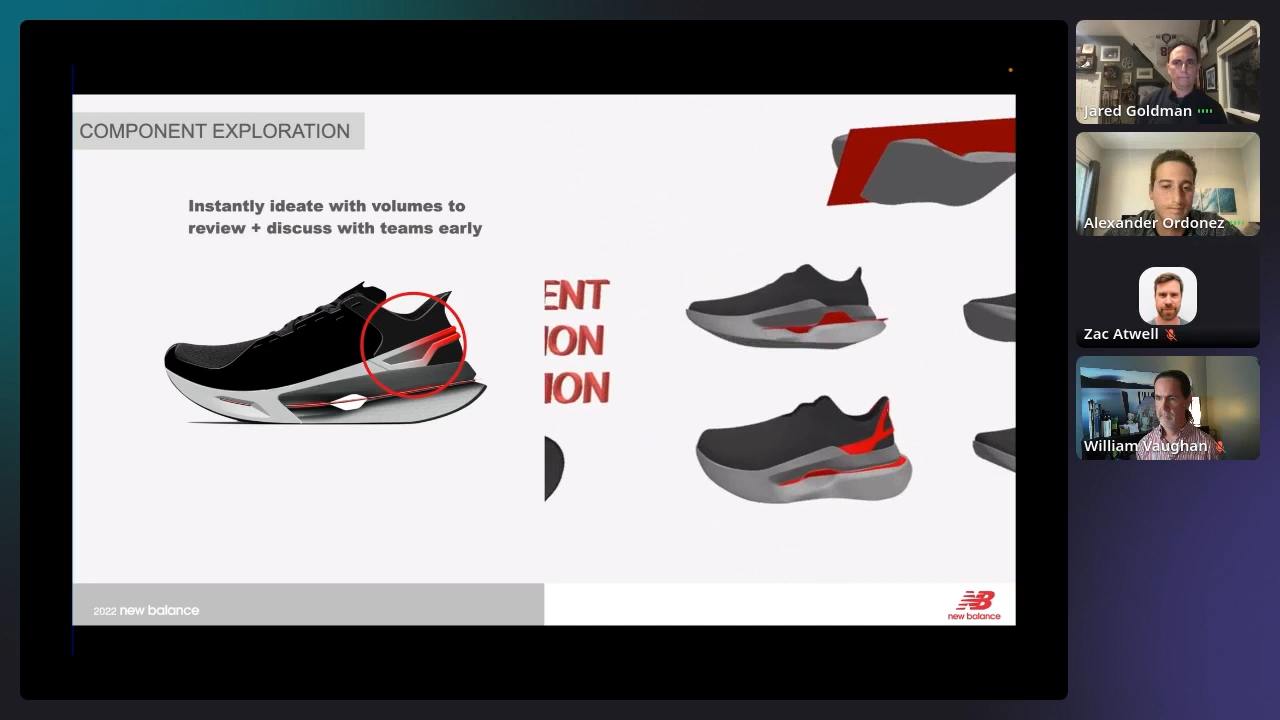 COMPONENT EXPLORATION
Instantly ideate with volumes to
review + discuss with teams early
ENT
ION
ION
2022 new balance
NB
new balance
Jared Goldman
Alexander Ordonez
Zac Atwell
William Vaughan